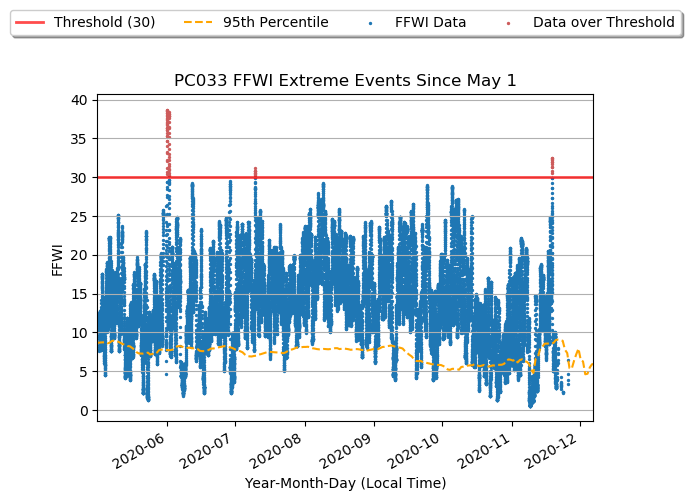 Threshold (30) 95th Percentile FFWI Data Data over Threshold
PC033 FFWI Extreme Events Since May 1
40
35
30
25
20
15
10
5
0
FFWI
2020-06 2020-07 2020-08 2020-09 2020-10 2020-11 2020-12
Year-Month-Day (Local Time)